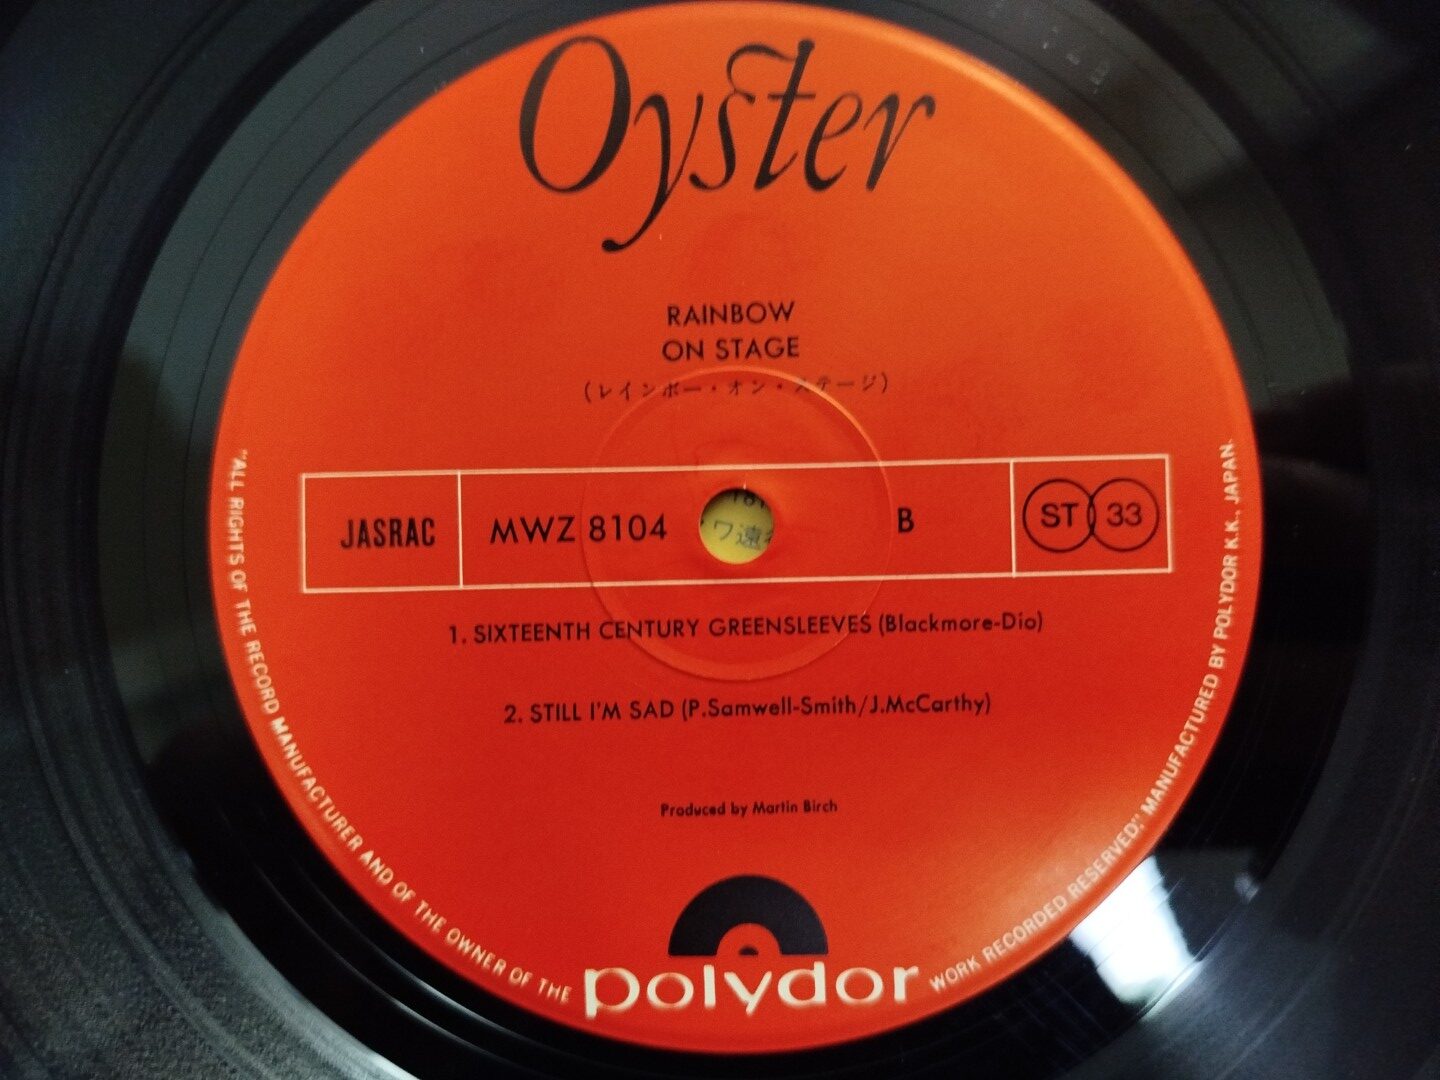 Oyster
RAINBOW
ON STAGE
(レインボー・オン・ステージ)
JASRAC MWZ 8104 B ST 33
ワ遠
1. SIXTEENTH CENTURY GREENSLEEVES (Blackmore-Dio)
2. STILL I'M SAD (P.Samwell-Smith/J.McCarthy)
Produced by Martin Birch
polydor
"ALL RIGHTS OF THE RECORD MANUFACTURER AND OF THE OWNER OF THE WORK RECORDED RESERVED." MANUFACTURED BY POLYDOR K.K., JAPAN.